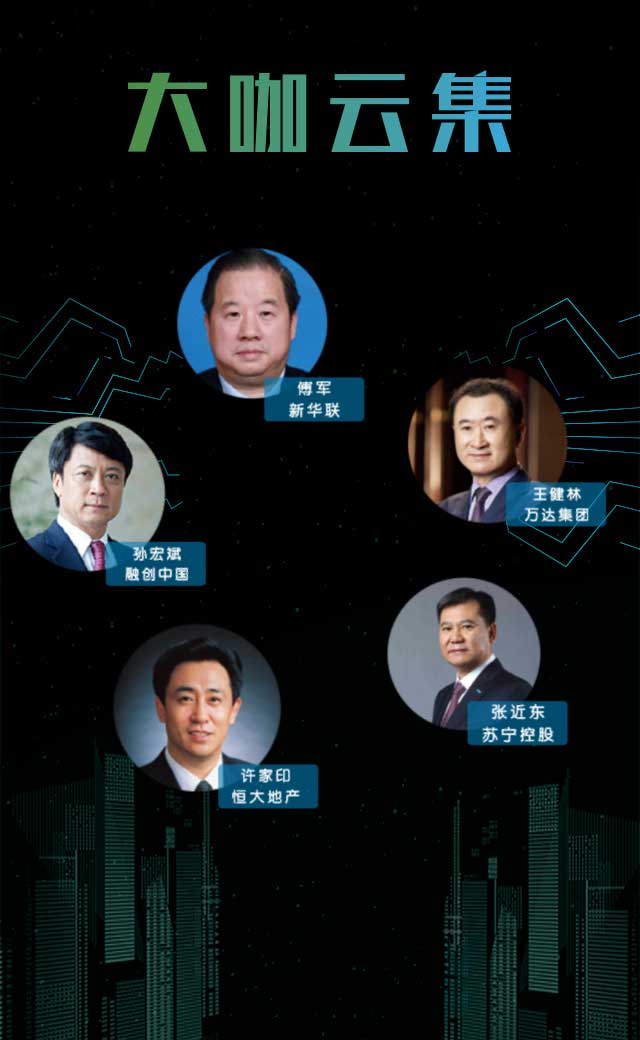 大咖云集
傅军
新华联
王健林
万达集团
孙宏斌
融创中国
张近东
苏宁控股
许家印
恒大地产